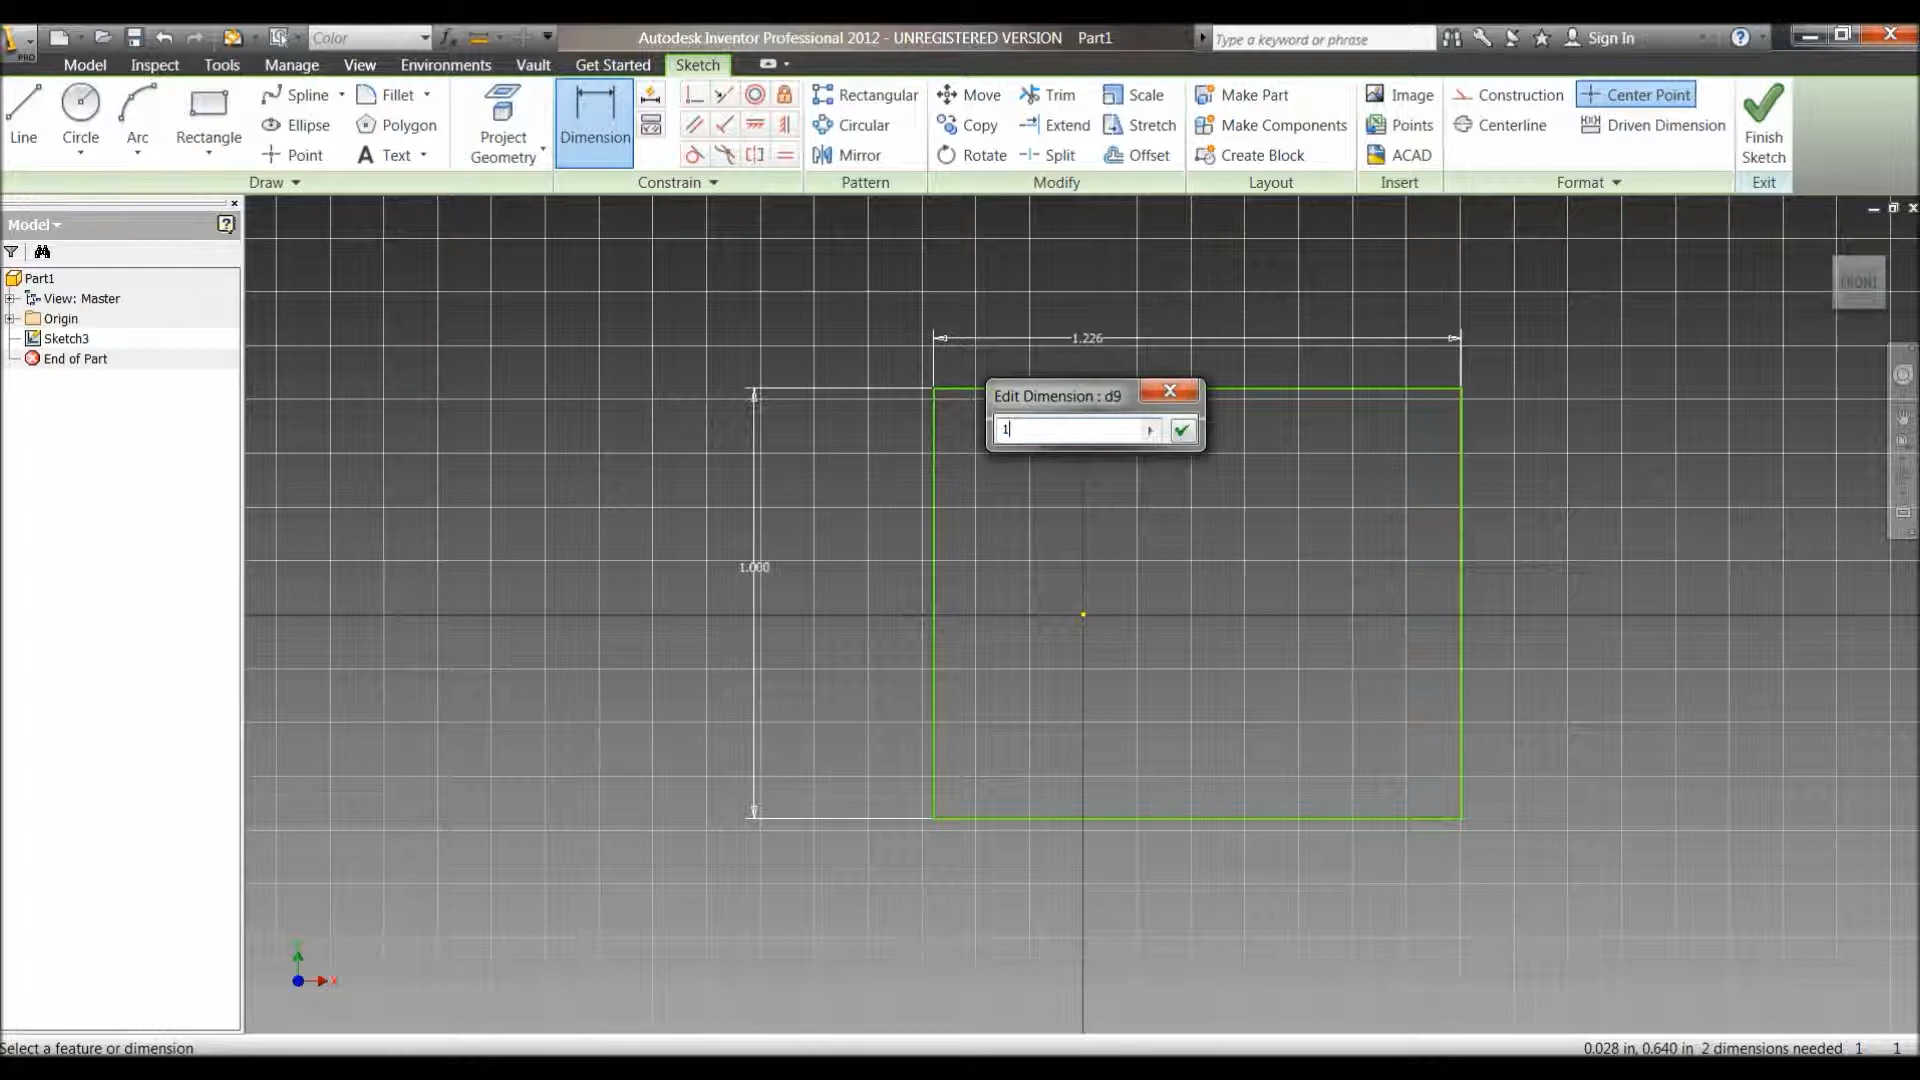 Color
Autodesk Inventor Professional 2012 - UNREGISTERED VERSION Part1
Type a keyword or phrase
Sign In
PRO
Model Inspect Tools Manage View Environments Vault Get Started Sketch
Line
Circle
Arc
Rectangle
Spline
Ellipse
Point
Fillet
Polygon
A Text
Draw
Project
Geometry
Dimension
Constrain
Rectangular
Circular
Mirror
Pattern
Move
Copy
Rotate
Trim
Extend
Split
Scale
Stretch
Offset
Modify
Make Part
Make Components
Create Block
Layout
Image
Points
ACAD
Insert
Construction
Centerline
Center Point
Driven Dimension
Format
Finish
Sketch
Exit
Model
Part1
View: Master
Origin
Sketch3
End of Part
FRONT
1.226
Edit Dimension : d9
1
1.000
X
Select a feature or dimension
0.028 in, 0.640 in 2 dimensions needed 1 1